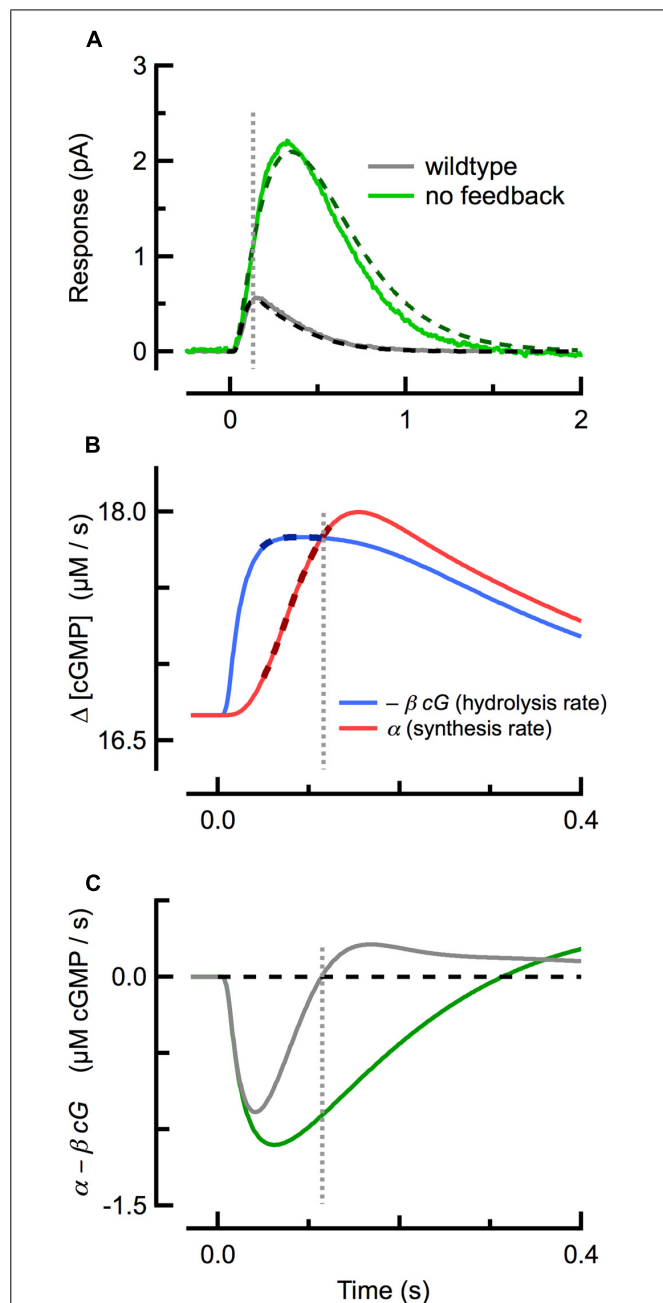 A
3
2
1
0
Response (pA)
wildtype
no feedback
0
1
2
B
18.0
16.5
Δ [cGMP] (μM / s)
– β cG (hydrolysis rate)
α (synthesis rate)
0.0
0.4
C
0.0
-1.5
α – β cG (μM cGMP / s)
0.0
0.4
Time (s)